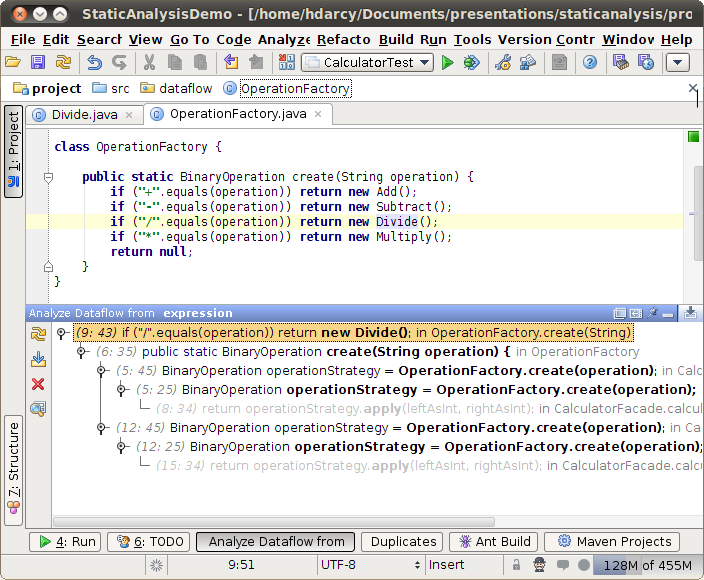 StaticAnalysisDemo - [/home/hdarcy/Documents/presentations/staticanalysis/pro
File Edit Search View Go To Code Analyze Refacto Build Run Tools Version Contr Window Help
CalculatorTest
project src dataflow OperationFactory
Divide.java OperationFactory.java
1: Project
class OperationFactory {
public static BinaryOperation create(String operation) {
if ("+".equals(operation)) return new Add();
if ("-".equals(operation)) return new Subtract();
if ("/".equals(operation)) return new Divide();
if ("*".equals(operation)) return new Multiply();
return null;
}
}
Analyze Dataflow from expression
(9: 43) if ("/".equals(operation)) return new Divide(); in OperationFactory.create(String)
(6: 35) public static BinaryOperation create(String operation) { in OperationFactory
(5: 45) BinaryOperation operationStrategy = OperationFactory.create(operation); in Calc
(5: 25) BinaryOperation operationStrategy = OperationFactory.create(operation);
(8: 34) return operationStrategy.apply(leftAsInt, rightAsInt); in CalculatorFacade.calcu
(12: 45) BinaryOperation operationStrategy = OperationFactory.create(operation); in Ca
(12: 25) BinaryOperation operationStrategy = OperationFactory.create(operation);
(15: 34) return operationStrategy.apply(leftAsInt, rightAsInt); in CalculatorFacade.calc
7: Structure
4: Run 6: TODO Analyze Dataflow from Duplicates Ant Build Maven Projects
9:51 UTF-8 Insert 128M of 455M